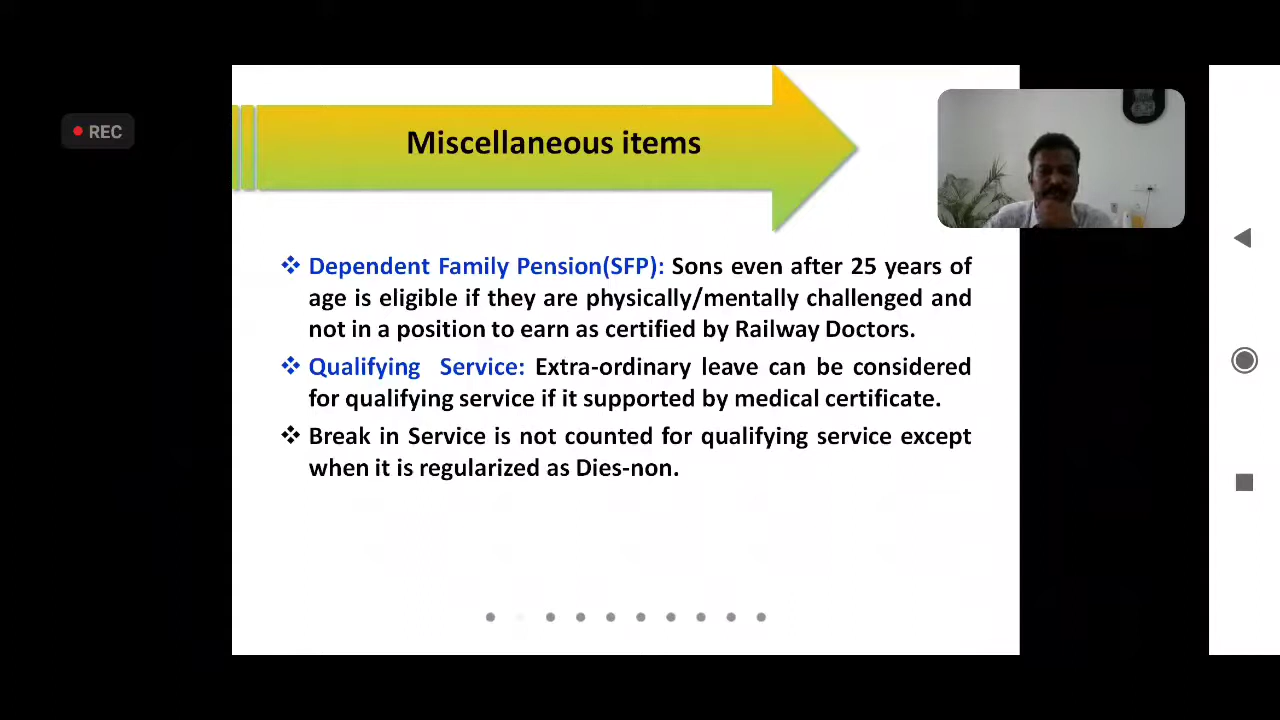 REC
Miscellaneous items
❖ Dependent Family Pension(SFP): Sons even after 25 years of
age is eligible if they are physically/mentally challenged and
not in a position to earn as certified by Railway Doctors.
❖ Qualifying Service: Extra-ordinary leave can be considered
for qualifying service if it supported by medical certificate.
❖ Break in Service is not counted for qualifying service except
when it is regularized as Dies-non.